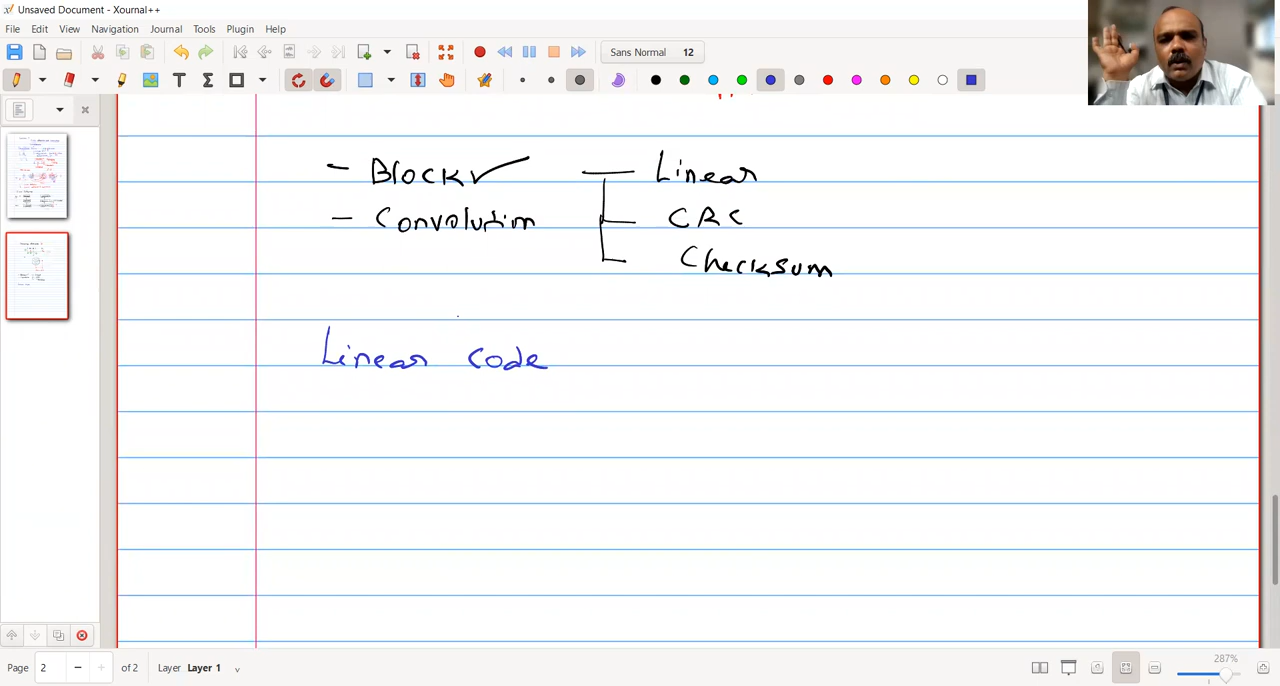 Unsaved Document - Xournal++
File Edit View Navigation Journal Tools Plugin Help
Sans Normal 12
- Block ✓ Linear
- Convolution CRC
Checksum
Linear code
287%
Page 2 of 2 Layer Layer 1